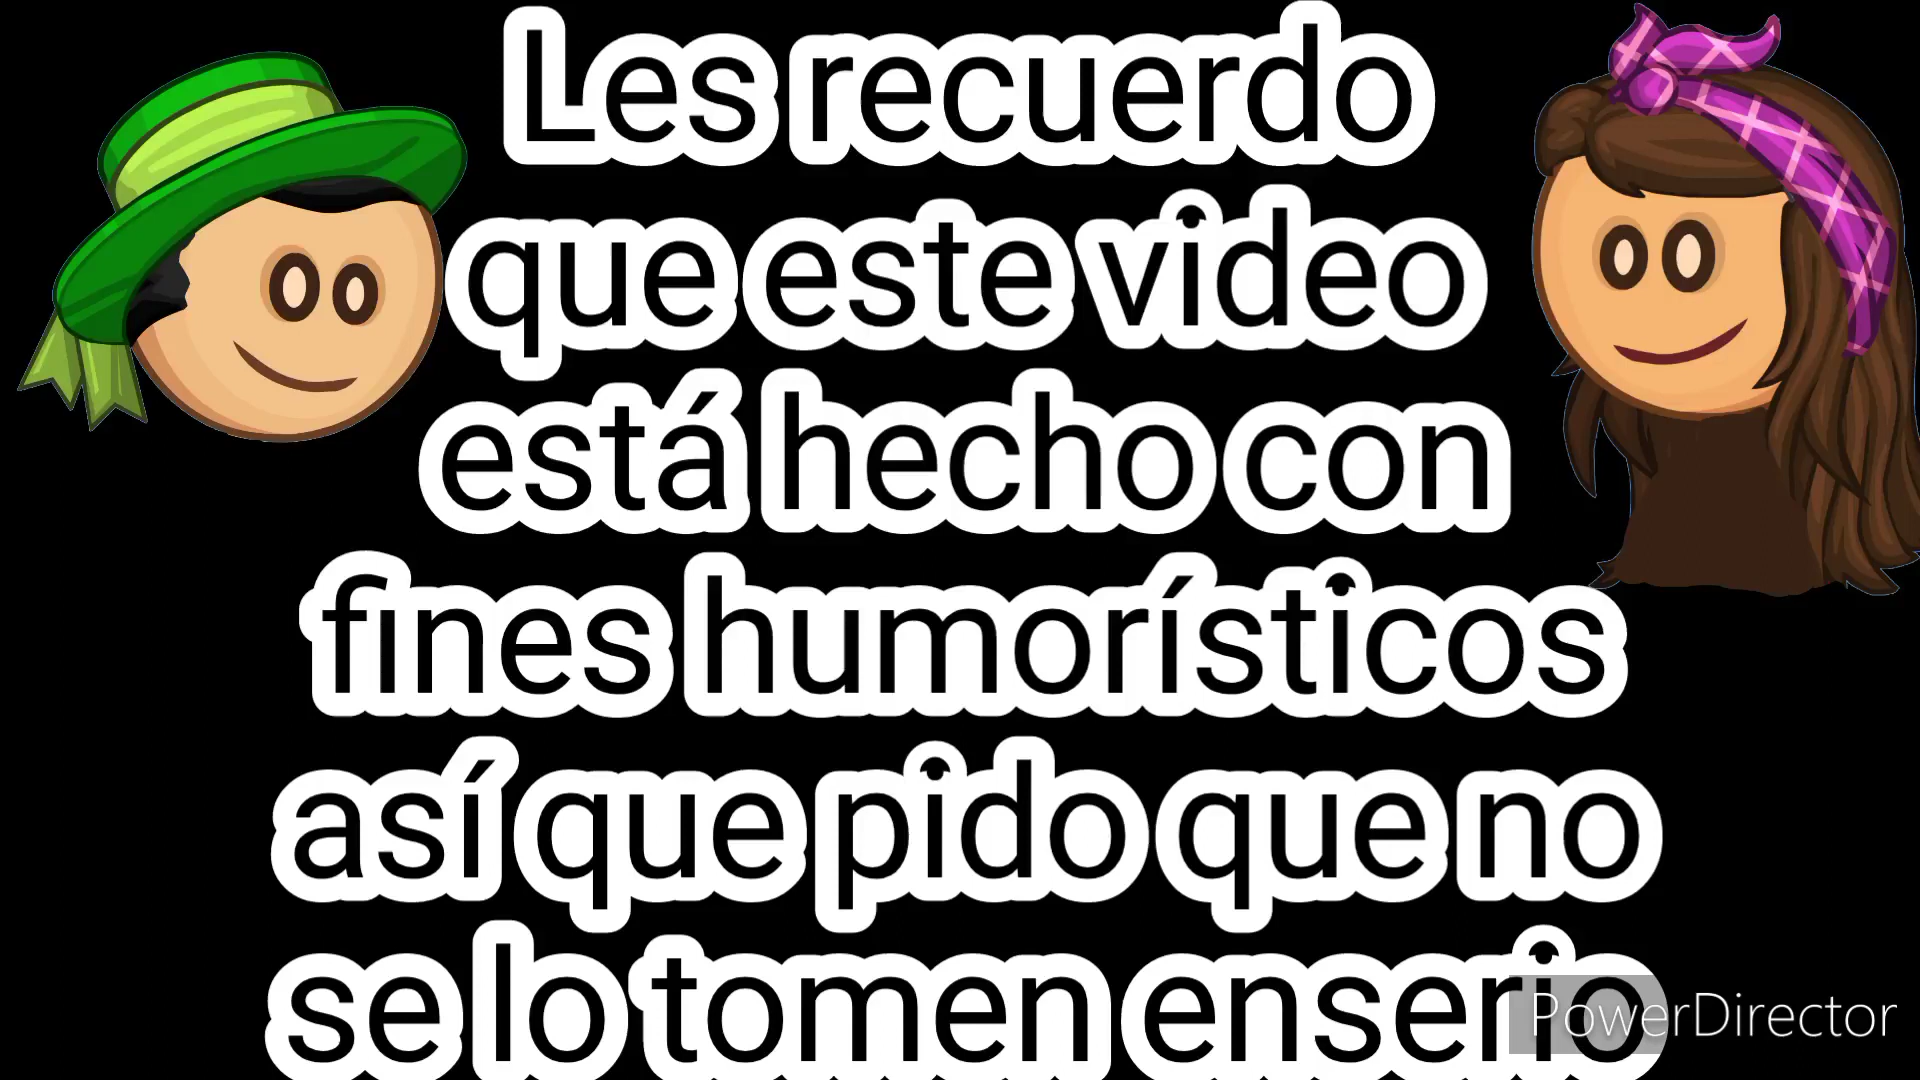 Les recuerdo
que este video
está hecho con
fines humorísticos
así que pido que no
se lo tomen enserio
PowerDirector